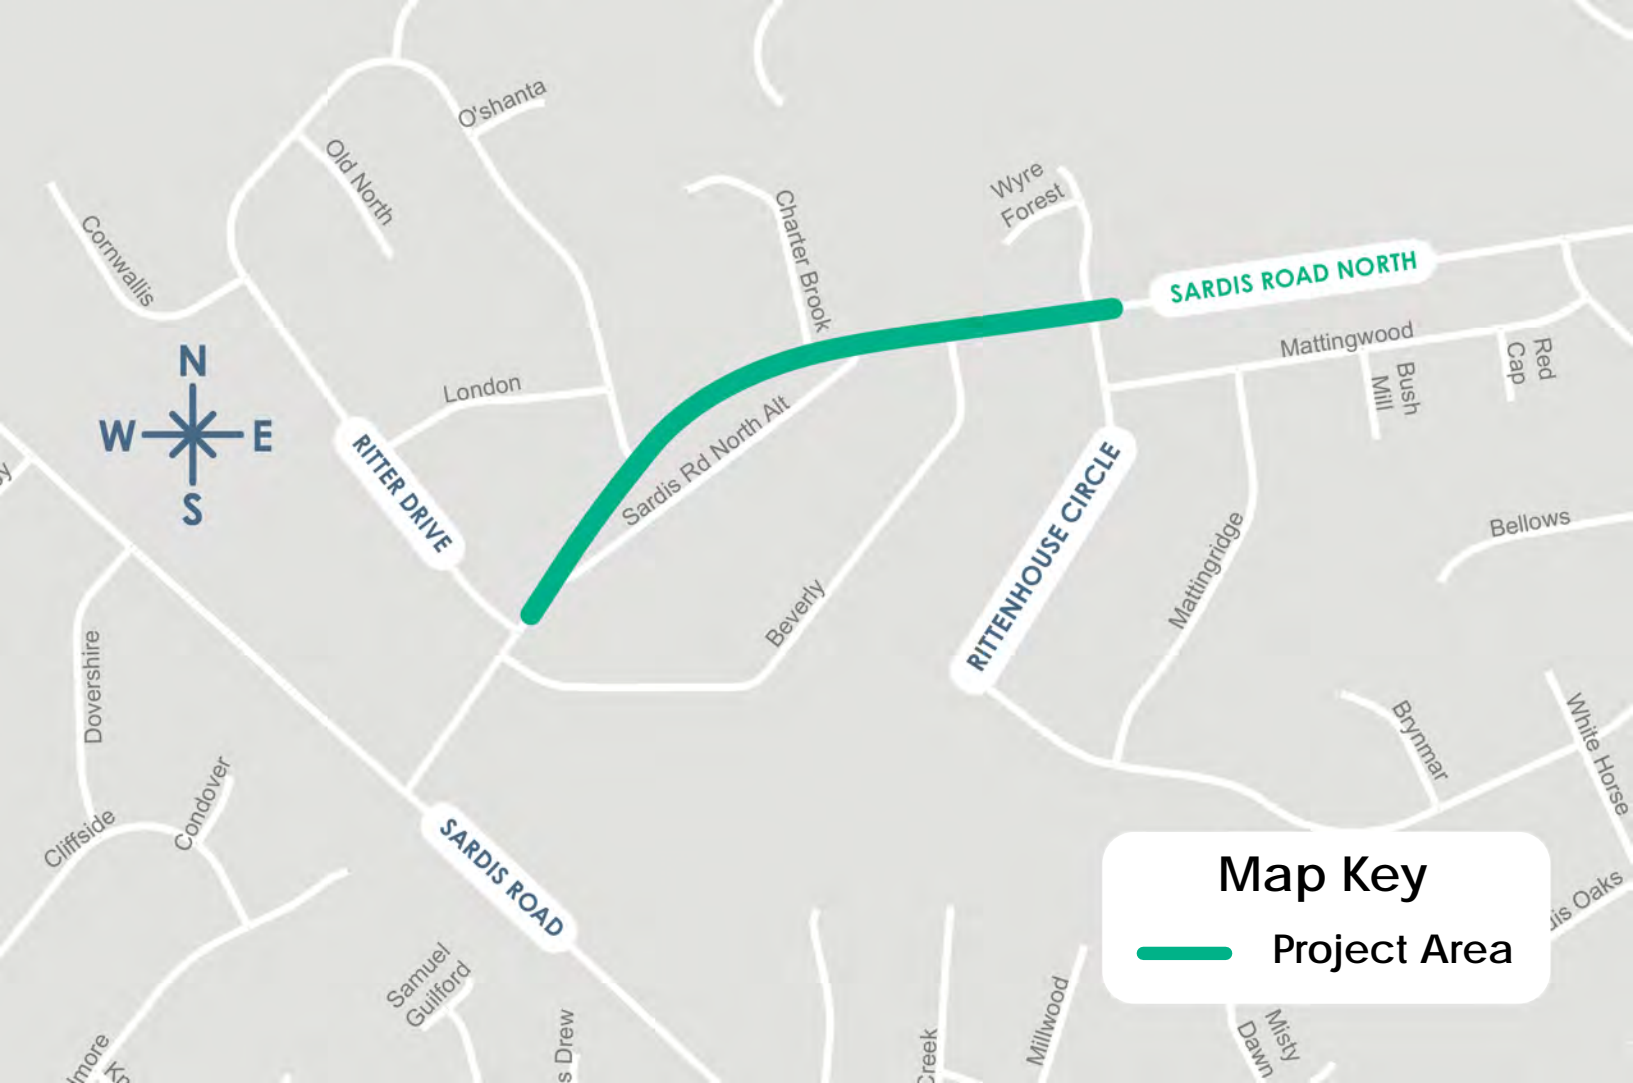 O'shanta
Old North
Cornwallis
Charter Brook
Wyre
Forest
SARDIS ROAD NORTH
Mattingwood
Red
Cap
Bush
Mill
N
W
E
S
London
RITTER DRIVE
Sardis Rd North Alt
RITTENHOUSE CIRCLE
Mattingridge
Bellows
Beverly
Dovershire
Condover
Cliffside
SARDIS ROAD
Brynmar
White Horse
Map Key
Project Area
Oaks
Samuel
Guilford
Drew
Creek
Millwood
Misty
Dawn